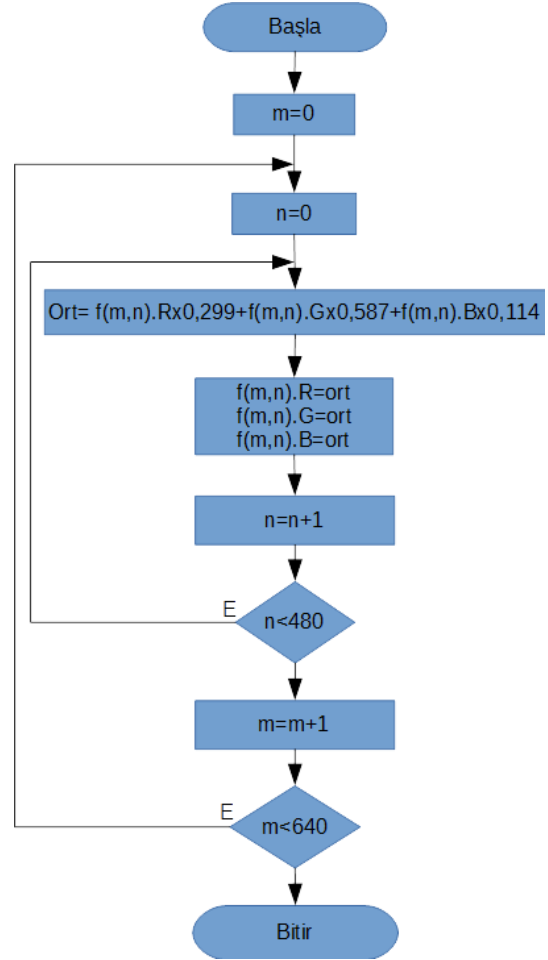 Başla
m=0
n=0
Ort= f(m,n).Rx0,299+f(m,n).Gx0,587+f(m,n).Bx0,114
f(m,n).R=ort
f(m,n).G=ort
f(m,n).B=ort
n=n+1
E
n<480
m=m+1
E
m<640
Bitir